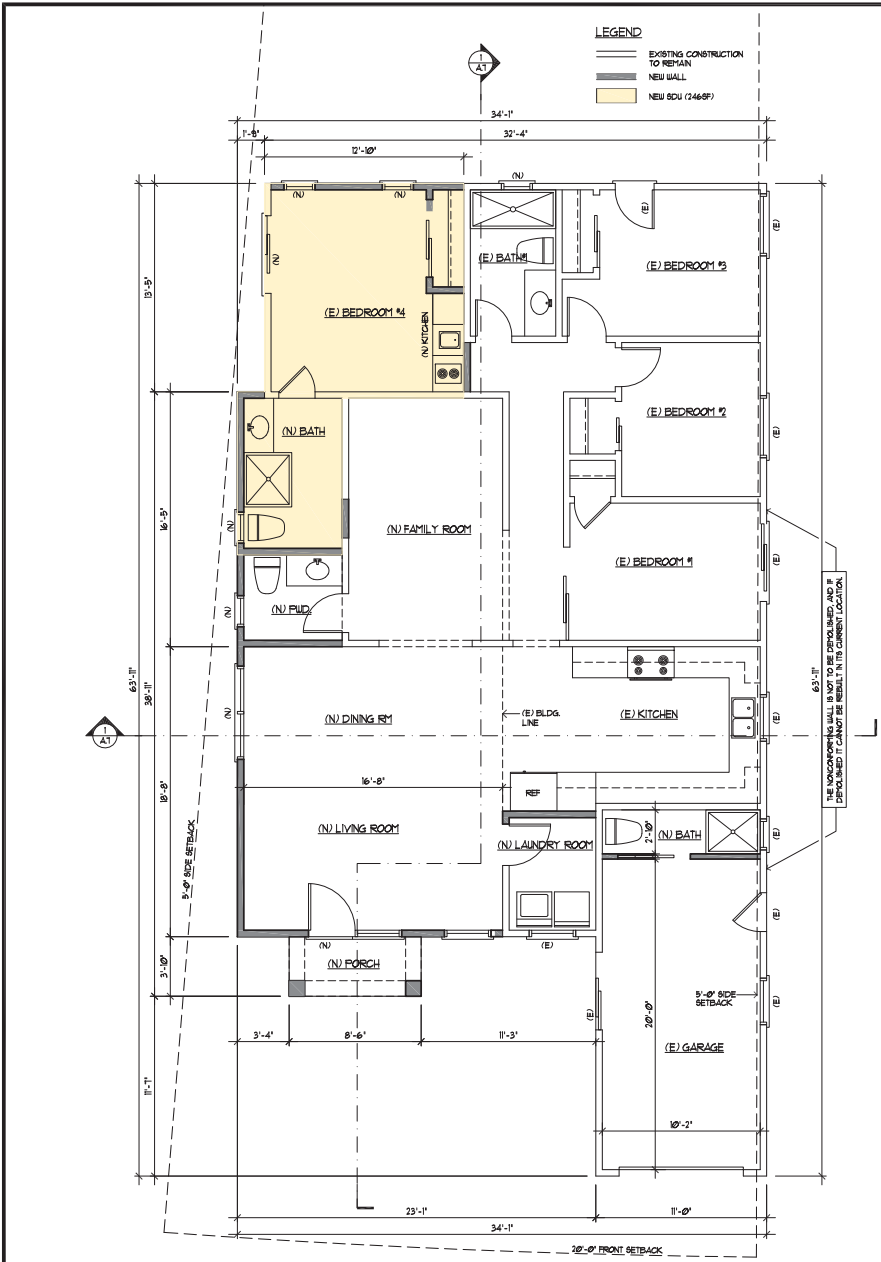 LEGEND
EXISTING CONSTRUCTION
TO REMAIN
NEW WALL
NEW SDU (246SF)
1
A.1
34'-1"
1'-8"
32'-4"
12'-10"
(N)
(N)
(N)
(E)
(E)
(E) BATH#1
(E) BEDROOM #3
13'-5"
(N)
(E) BEDROOM #4
(N) KITCHEN
(E) BEDROOM #2
(E)
(N) BATH
16'-5"
(N)
(N) FAMILY ROOM
(E) BEDROOM #1
(E)
(N) PWD.
(N)
THE NONCONFORMING WALL IS NOT TO BE DEMOLISHED, AND IF
DEMOLISHED IT CANNOT BE REBUILT IN ITS CURRENT LOCATION.
63'-11"
38'-11"
63'-11"
(N)
(N) DINING RM
(E) BLDG.
LINE
(E) KITCHEN
(E)
1
A.1
16'-8"
REF
18'-8"
(N) LIVING ROOM
(N) LAUNDRY ROOM
2'-10"
(N) BATH
(E)
5'-0" SIDE SETBACK
(E)
(N)
(E)
3'-10"
(N) PORCH
5'-0" SIDE
SETBACK
(E)
(E)
20'-0"
3'-4"
8'-6"
11'-3"
(E) GARAGE
11'-7"
10'-2"
23'-1"
11'-0"
34'-1"
20'-0" FRONT SETBACK